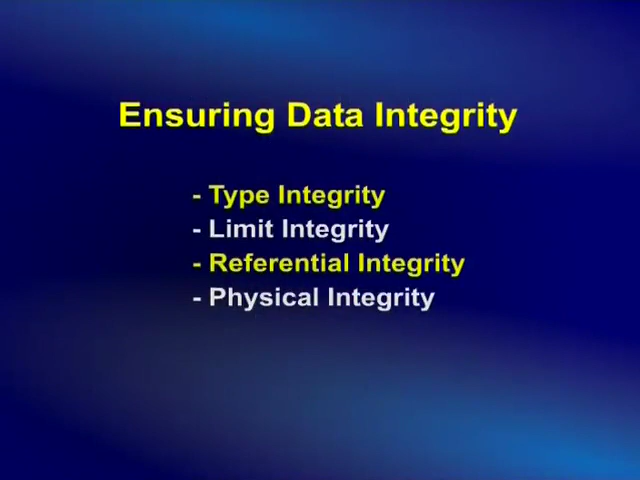 Ensuring Data Integrity
- Type Integrity
- Limit Integrity
- Referential Integrity
- Physical Integrity